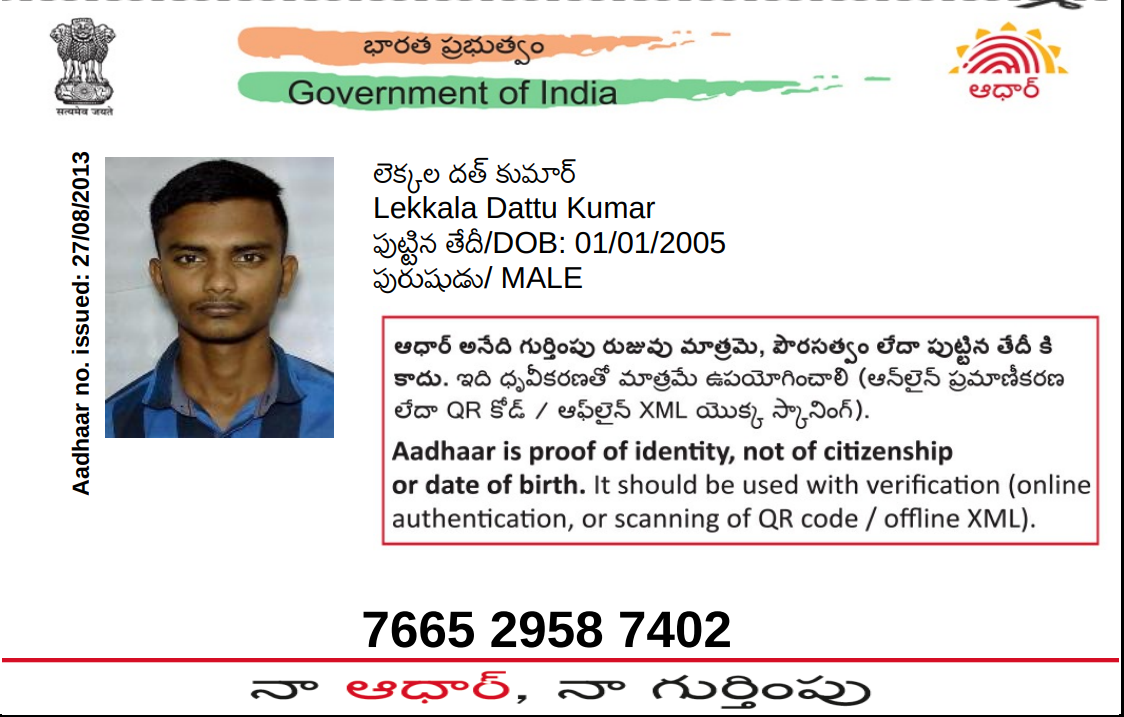 భారత ప్రభుత్వం
Government of India
सत्यमेव जयते
ఆధార్
Aadhaar no. issued: 27/08/2013
లెక్కల దత్ కుమార్
Lekkala Dattu Kumar
పుట్టిన తేదీ/DOB: 01/01/2005
పురుషుడు/ MALE
ఆధార్ అనేది గుర్తింపు రుజువు మాత్రమె, పౌరసత్వం లేదా పుట్టిన తేదీ కి
కాదు. ఇది ధృవీకరణతో మాత్రమే ఉపయోగించాలి (ఆన్‌లైన్ ప్రమాణీకరణ
లేదా QR కోడ్ / ఆఫ్‌లైన్ XML యొక్క స్కానింగ్).
Aadhaar is proof of identity, not of citizenship
or date of birth. It should be used with verification (online
authentication, or scanning of QR code / offline XML).
7665 2958 7402
నా ఆధార్, నా గుర్తింపు